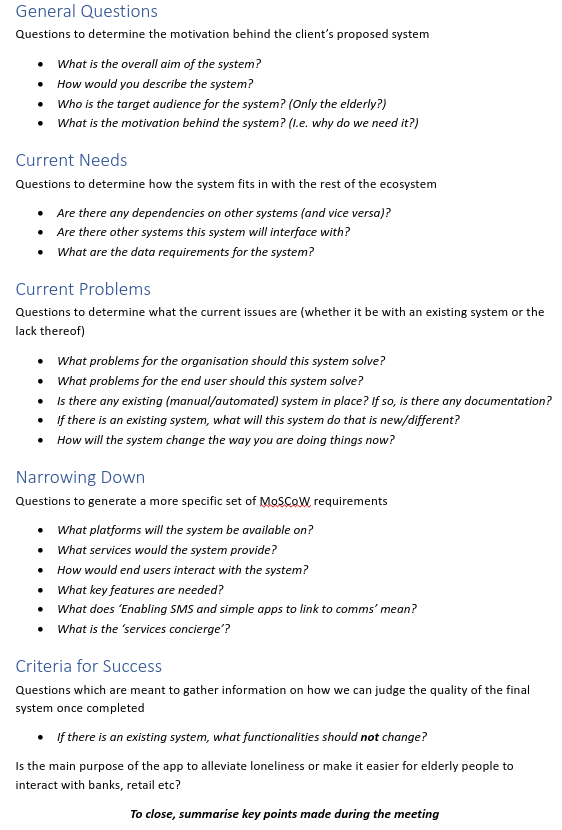 General Questions
Questions to determine the motivation behind the client's proposed system
• What is the overall aim of the system?
• How would you describe the system?
• Who is the target audience for the system? (Only the elderly?)
• What is the motivation behind the system? (I.e. why do we need it?)
Current Needs
Questions to determine how the system fits in with the rest of the ecosystem
• Are there any dependencies on other systems (and vice versa)?
• Are there other systems this system will interface with?
• What are the data requirements for the system?
Current Problems
Questions to determine what the current issues are (whether it be with an existing system or the
lack thereof)
• What problems for the organisation should this system solve?
• What problems for the end user should this system solve?
• Is there any existing (manual/automated) system in place? If so, is there any documentation?
• If there is an existing system, what will this system do that is new/different?
• How will the system change the way you are doing things now?
Narrowing Down
Questions to generate a more specific set of MoSCoW requirements
• What platforms will the system be available on?
• What services would the system provide?
• How would end users interact with the system?
• What key features are needed?
• What does 'Enabling SMS and simple apps to link to comms' mean?
• What is the 'services concierge'?
Criteria for Success
Questions which are meant to gather information on how we can judge the quality of the final
system once completed
• If there is an existing system, what functionalities should not change?
Is the main purpose of the app to alleviate loneliness or make it easier for elderly people to
interact with banks, retail etc?
To close, summarise key points made during the meeting